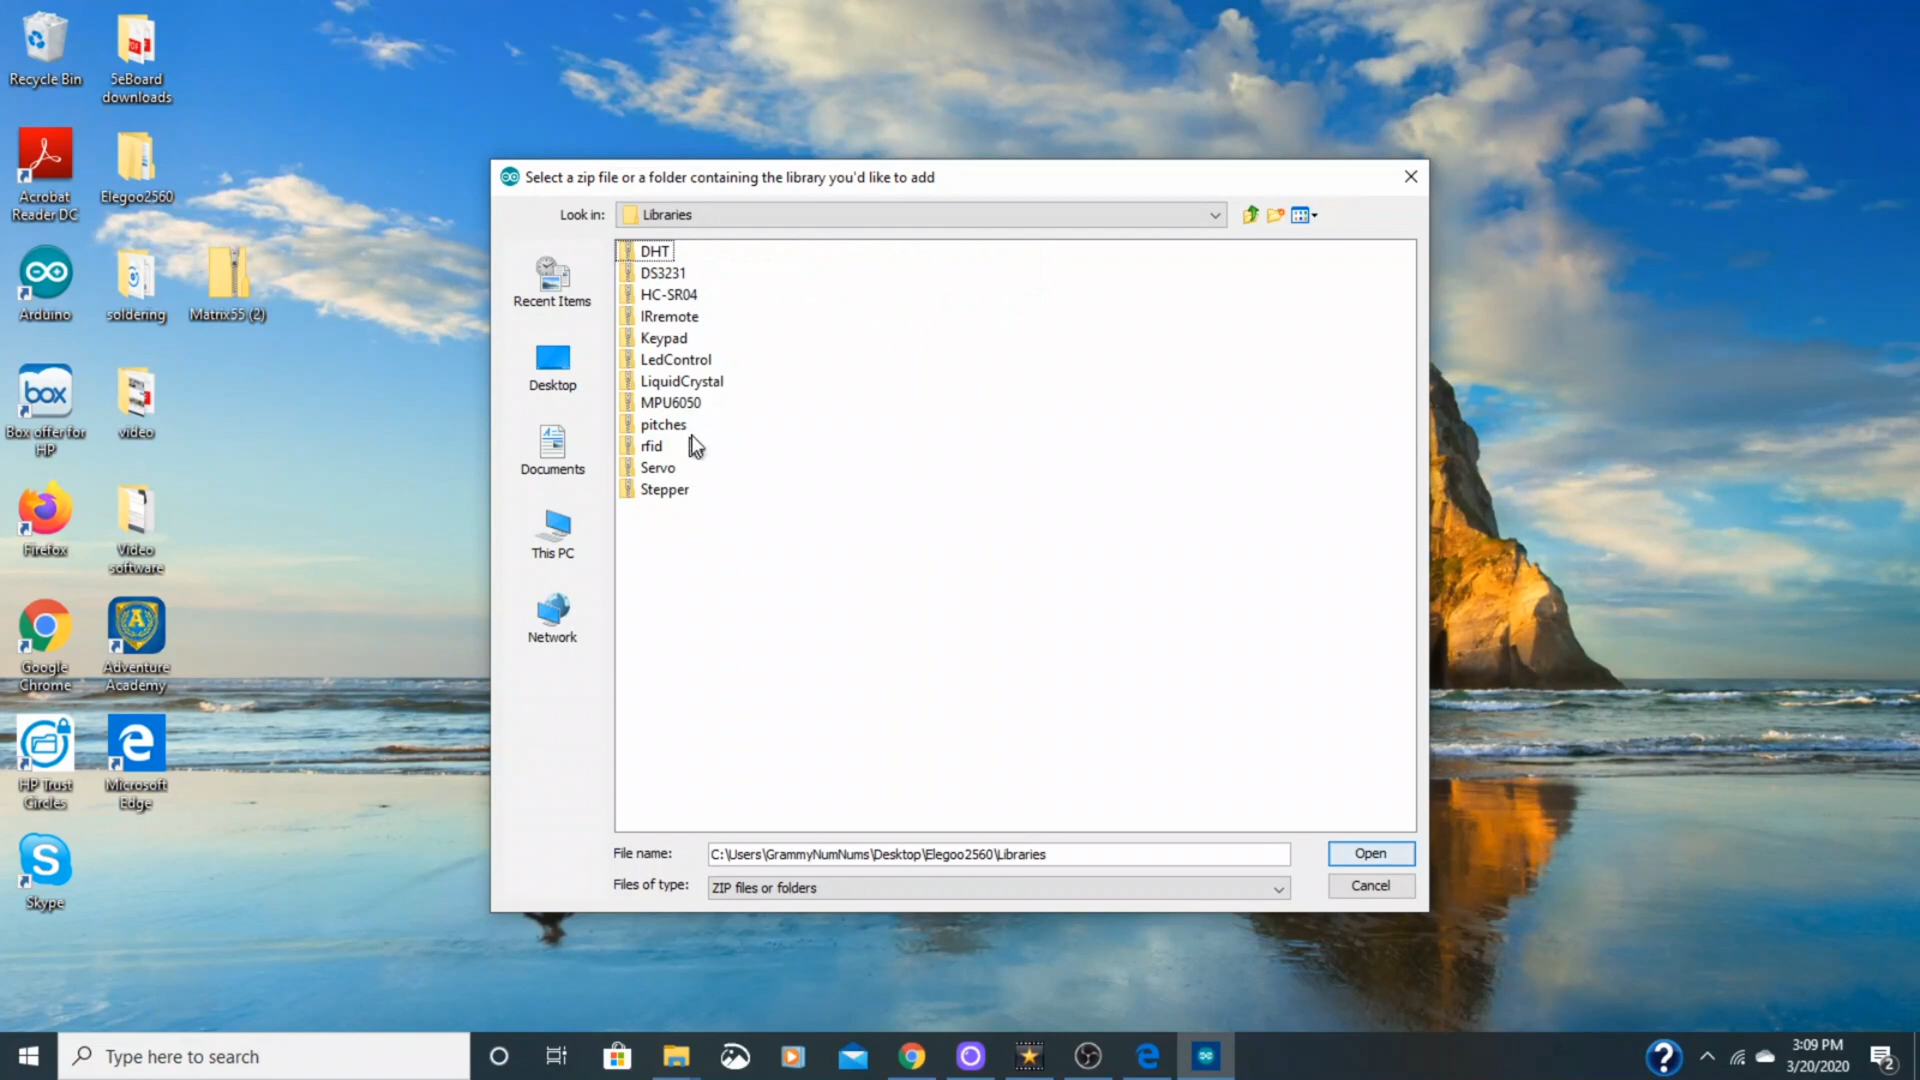 Recycle Bin
5eBoard
downloads
Acrobat
Reader DC
Elegoo2560
Arduino
soldering
Matrix55 (2)
box
Box offer for
HP
video
Firefox
Video
software
Google
Chrome
Adventure
Academy
HP Trust
Circles
Microsoft
Edge
Skype
Select a zip file or a folder containing the library you'd like to add
Look in:
Libraries
Recent Items
Desktop
Documents
This PC
Network
DHT
DS3231
HC-SR04
IRremote
Keypad
LedControl
LiquidCrystal
MPU6050
pitches
rfid
Servo
Stepper
File name:
C:\Users\GrammyNumNums\Desktop\Elegoo2560\Libraries
Open
Files of type:
ZIP files or folders
Cancel
Type here to search
3:09 PM
3/20/2020
2